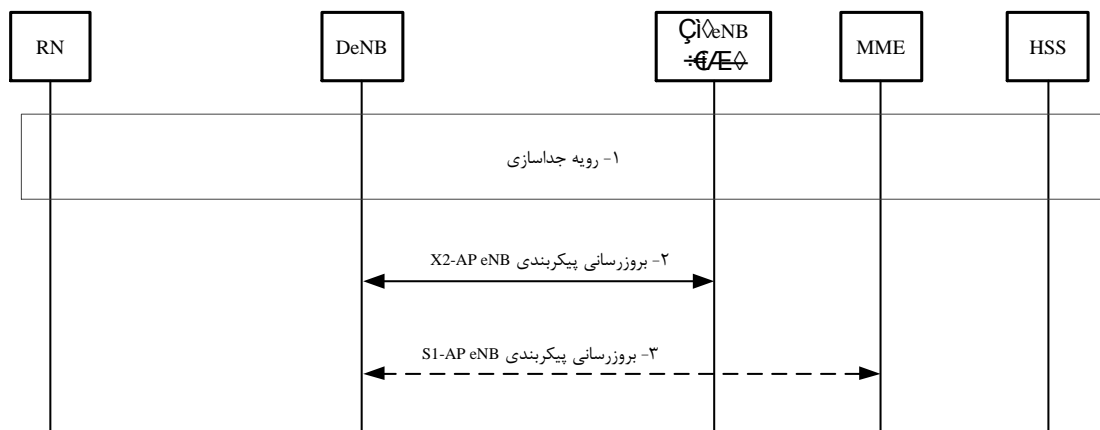 RN
DeNB
eNB
MME
HSS
۱- رویه جداسازی
۲- بروزرسانی پیکربندی X2-AP eNB
۳- بروزرسانی پیکربندی S1-AP eNB